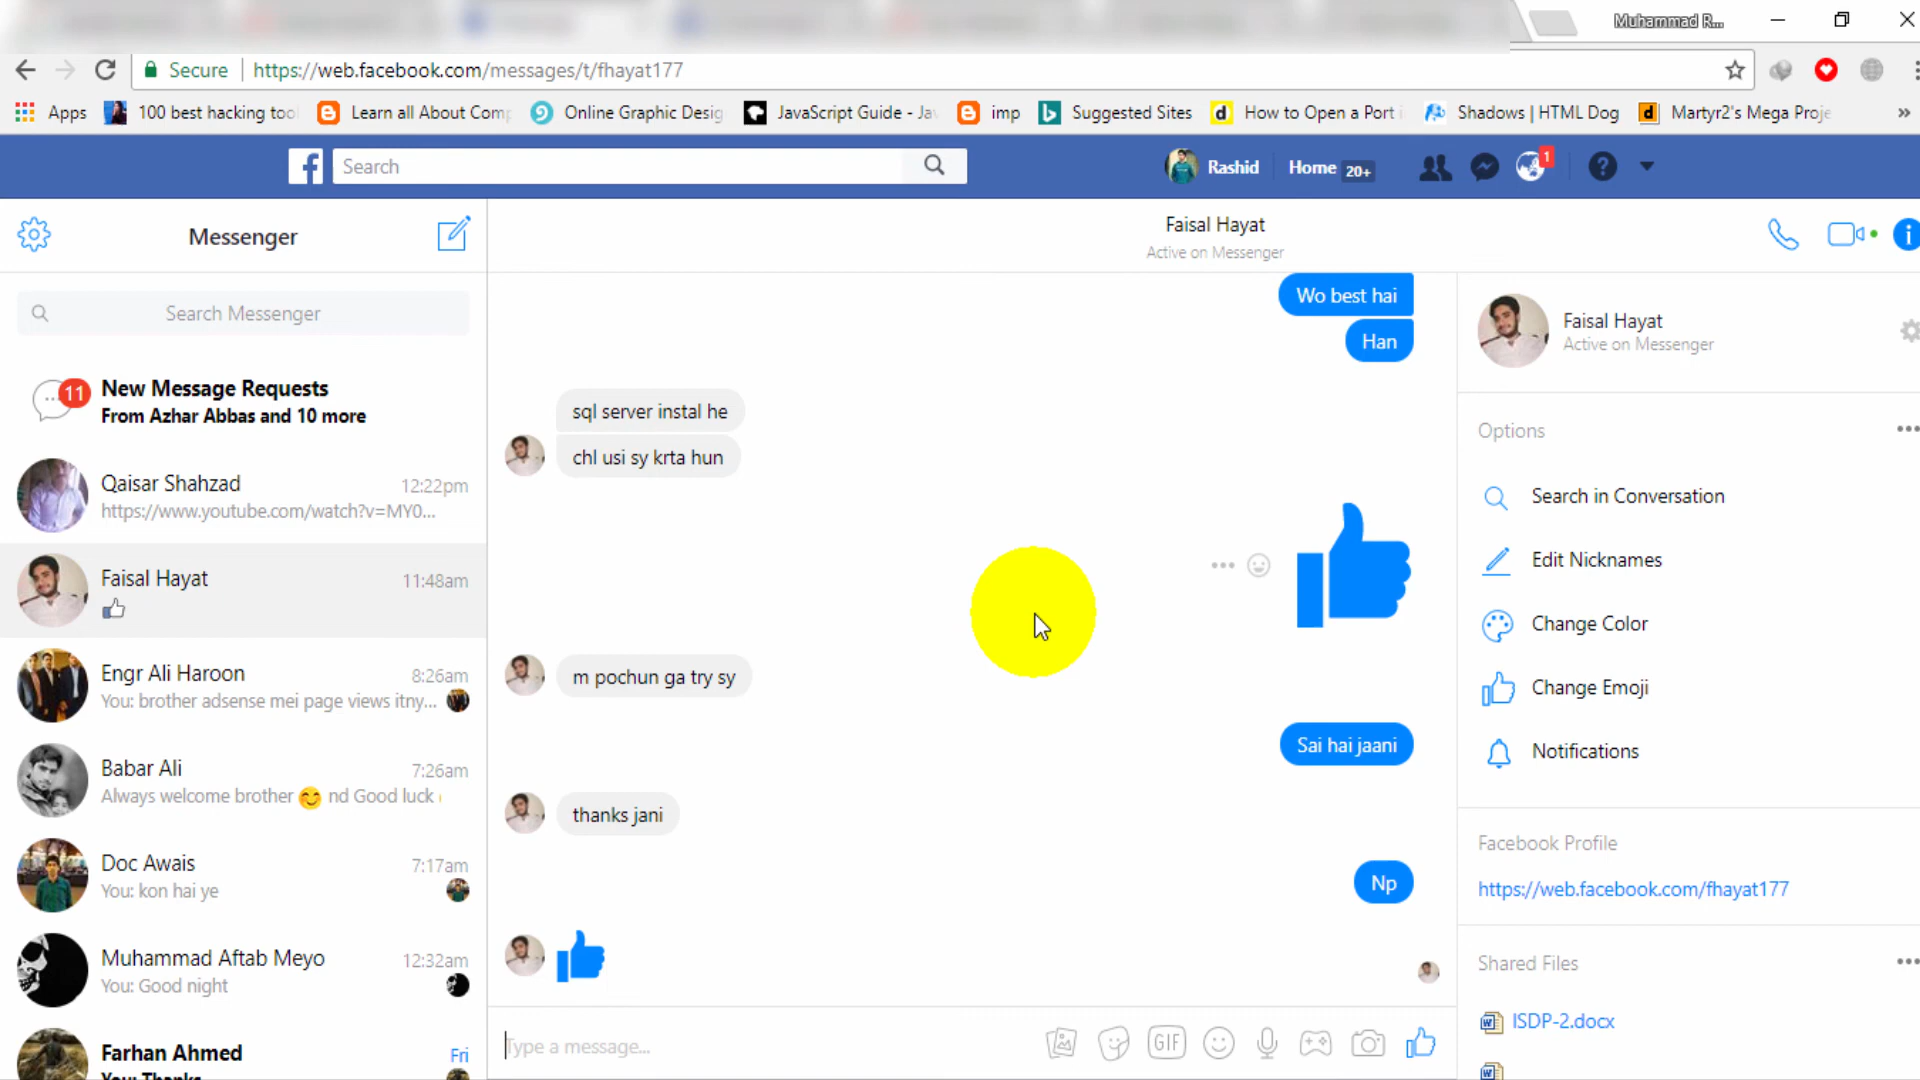 Muhammad R...
Secure https://web.facebook.com/messages/t/fhayat177
Apps 100 best hacking too Learn all About Comp Online Graphic Desig JavaScript Guide - Ja imp Suggested Sites How to Open a Port i Shadows | HTML Dog Martyr2's Mega Proje »
Search Rashid Home 20+ 1
Messenger
Search Messenger
11 New Message Requests
From Azhar Abbas and 10 more
Qaisar Shahzad 12:22pm
https://www.youtube.com/watch?v=MY0...
Faisal Hayat 11:48am
Engr Ali Haroon 8:26am
You: brother adsense mei page views itny...
Babar Ali 7:26am
Always welcome brother 😊 nd Good luck
Doc Awais 7:17am
You: kon hai ye
Muhammad Aftab Meyo 12:32am
You: Good night
Farhan Ahmed Fri
You: Thanks
Faisal Hayat
Active on Messenger
Wo best hai
Han
sql server instal he
chl usi sy krta hun
m pochun ga try sy
Sai hai jaani
thanks jani
Np
Type a message...
GIF
Faisal Hayat
Active on Messenger
Options
Search in Conversation
Edit Nicknames
Change Color
Change Emoji
Notifications
Facebook Profile
https://web.facebook.com/fhayat177
Shared Files
ISDP-2.docx